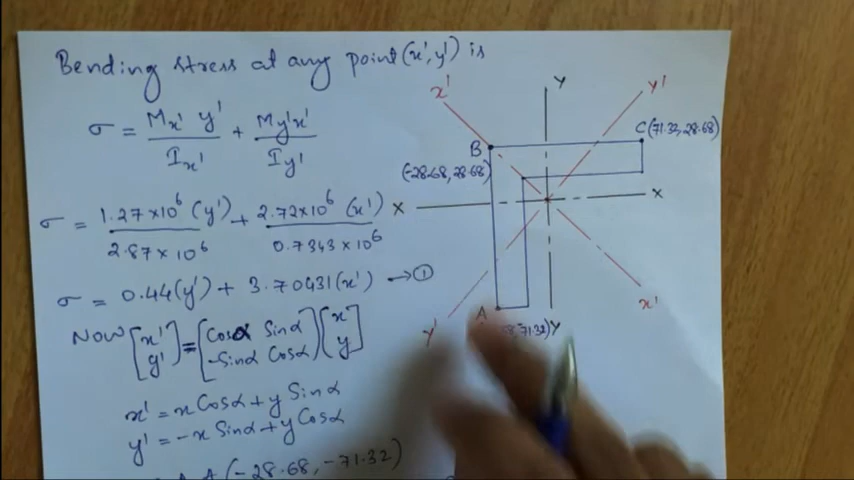 Bending stress at any point (x', y') is
σ = Mx' y' / Ix' + My' x' / Iy'
σ = 1.27×10⁶ (y') / 2.87×10⁶ + 2.72×10⁶ (x') / 0.7343×10⁶
σ = 0.44(y') + 3.70431(x') → ①
Now [x' y'] = [Cosα Sinα -Sinα Cosα] [x y]
x' = x Cosα + y Sinα
y' = -x Sinα + y Cosα
A (-28.68, -71.32)
x'
Y
y'
B
C (71.32, 28.68)
(-28.68, 28.68)
X
X
A
y'
71.32)
Y
x'